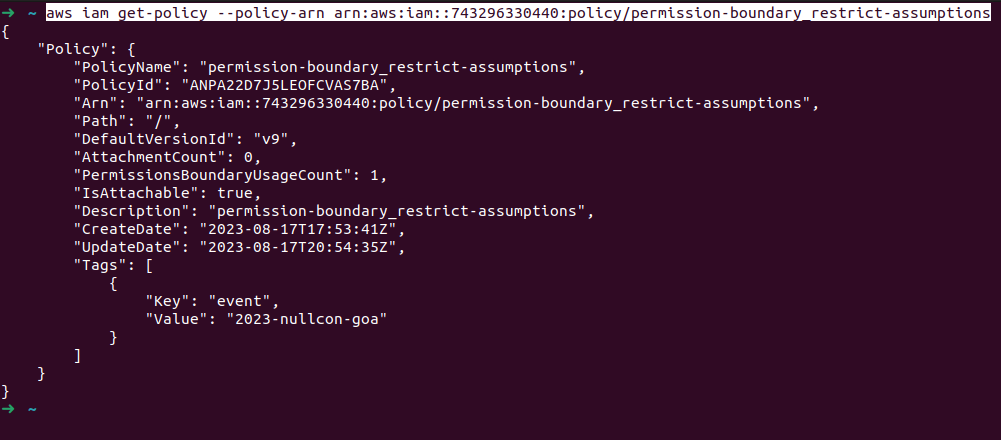 ➜ ~ aws iam get-policy --policy-arn arn:aws:iam::743296330440:policy/permission-boundary_restrict-assumptions
{
    "Policy": {
        "PolicyName": "permission-boundary_restrict-assumptions",
        "PolicyId": "ANPA22D7J5LEOFCVAS7BA",
        "Arn": "arn:aws:iam::743296330440:policy/permission-boundary_restrict-assumptions",
        "Path": "/",
        "DefaultVersionId": "v9",
        "AttachmentCount": 0,
        "PermissionsBoundaryUsageCount": 1,
        "IsAttachable": true,
        "Description": "permission-boundary_restrict-assumptions",
        "CreateDate": "2023-08-17T17:53:41Z",
        "UpdateDate": "2023-08-17T20:54:35Z",
        "Tags": [
            {
                "Key": "event",
                "Value": "2023-nullcon-goa"
            }
        ]
    }
}
➜ ~